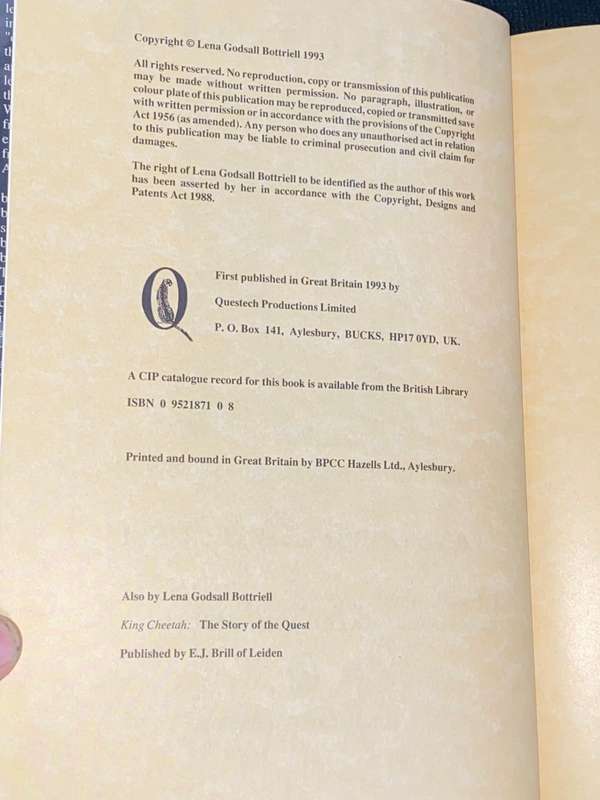 Copyright © Lena Godsall Bottriell 1993
All rights reserved. No reproduction, copy or transmission of this publication
may be made without written permission. No paragraph, illustration, or
colour plate of this publication may be reproduced, copied or transmitted save
with written permission or in accordance with the provisions of the Copyright
Act 1956 (as amended). Any person who does any unauthorised act in relation
to this publication may be liable to criminal prosecution and civil claim for
damages.
The right of Lena Godsall Bottriell to be identified as the author of this work
has been asserted by her in accordance with the Copyright, Designs and
Patents Act 1988.
Q
First published in Great Britain 1993 by
Questech Productions Limited
P. O. Box 141, Aylesbury, BUCKS, HP17 0YD, UK.
A CIP catalogue record for this book is available from the British Library
ISBN 0 9521871 0 8
Printed and bound in Great Britain by BPCC Hazells Ltd., Aylesbury.
Also by Lena Godsall Bottriell
King Cheetah: The Story of the Quest
Published by E.J. Brill of Leiden